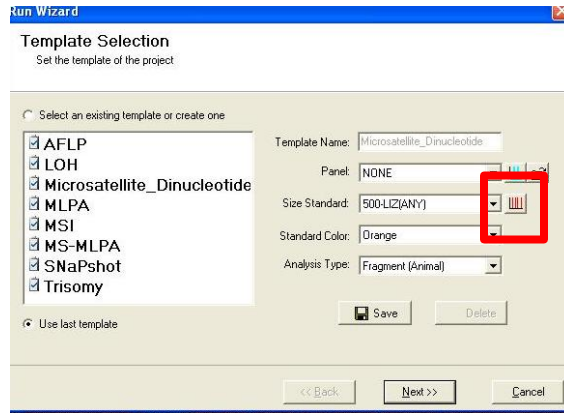 Run Wizard
Template Selection
Set the template of the project
Select an existing template or create one
AFLP
LOH
Microsatellite_Dinucleotide
MLPA
MSI
MS-MLPA
SNaPshot
Trisomy
Use last template
Template Name: Microsatellite_Dinucleotide
Panel: NONE
Size Standard: 500-LIZ(ANY)
Standard Color: Orange
Analysis Type: Fragment (Animal)
Save Delete
<< Back Next >> Cancel